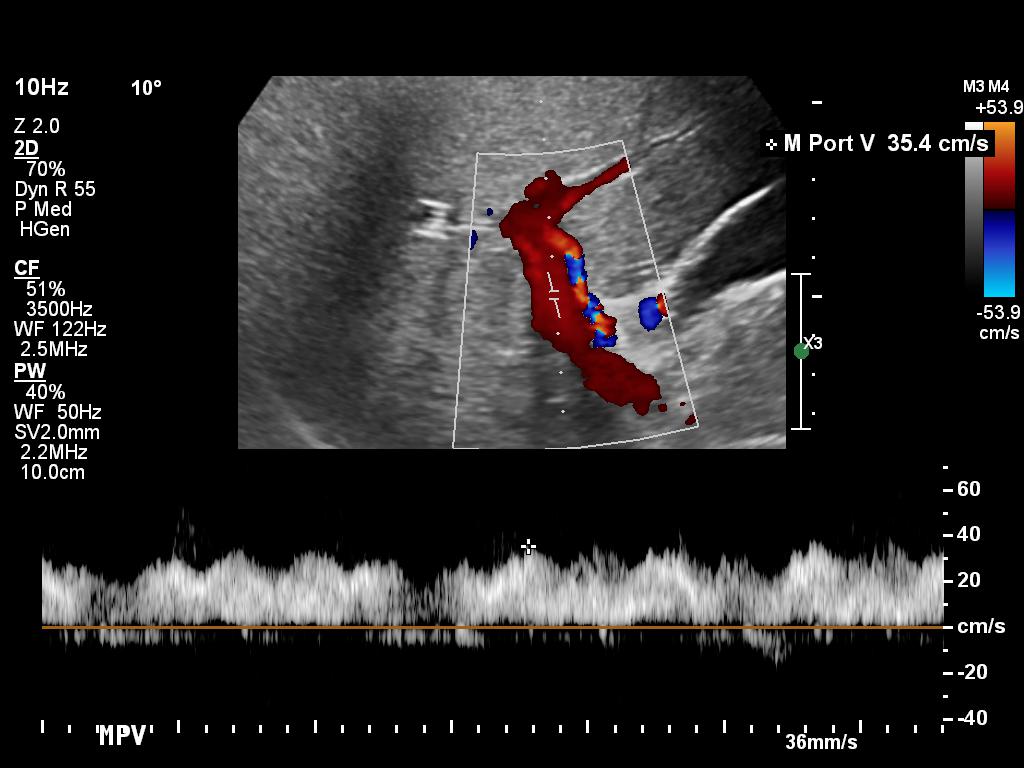 10Hz
10°
Z 2.0
2D
70%
Dyn R 55
P Med
HGen
CF
51%
3500Hz
WF 122Hz
2.5MHz
PW
40%
WF 50Hz
SV2.0mm
2.2MHz
10.0cm
M3 M4
+53.9
M Port V 35.4 cm/s
-53.9
cm/s
X3
60
40
20
cm/s
-20
-40
MPV
36mm/s